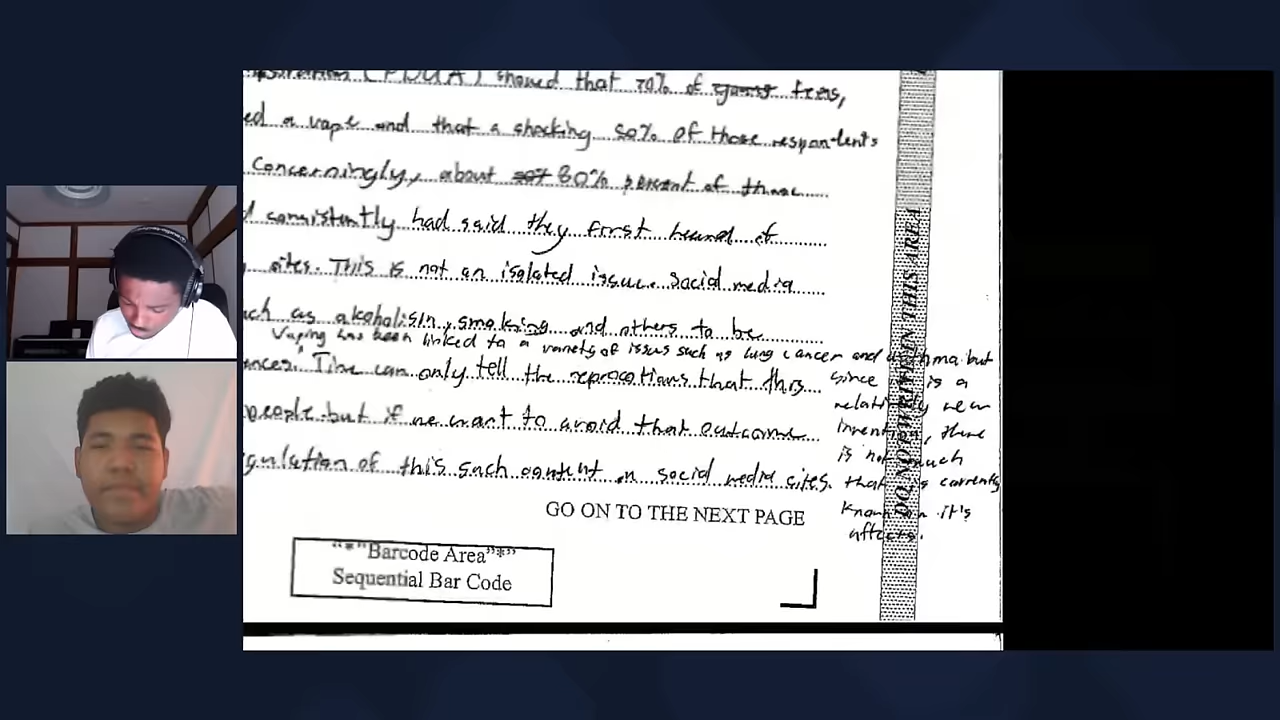 (PDUA) showed that 70% of teens,
ed a vape and that a shocking 50% of those respondents
concerningly, about 80% percent of those
d consistently had said they first heard of
sites. This is not an isolated issue. social media
ch as akoholism, smoking and others to be
Vaping has been linked to a variety of issus such as lung cancer and asthma but
nces. Time can only tell the reprocotions that this
since is a
relatively new
people but if we want to avoid that outcome
invention, there
is not much
gulation of this such content on social media sites.
that is currently
known on it's
affects.
GO ON TO THE NEXT PAGE
"*"Barcode Area"*"
Sequential Bar Code
DO NOT WRITE IN THIS AREA